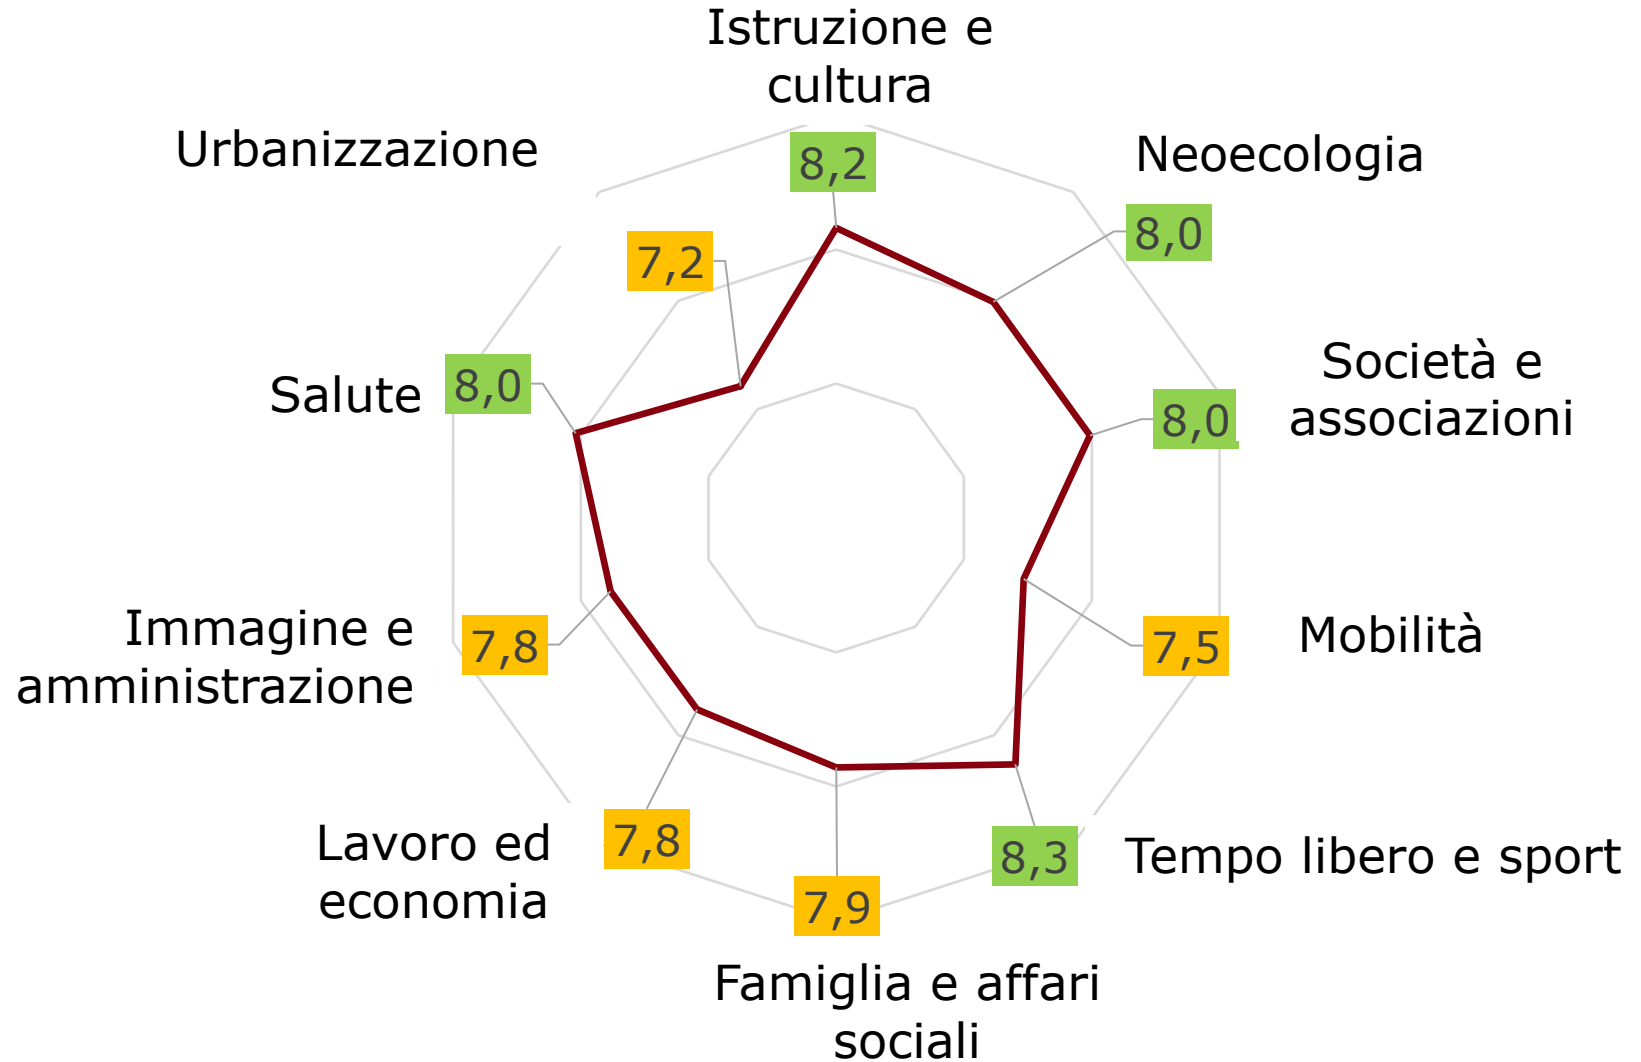 Istruzione e
cultura
8,2
Neoecologia
8,0
Società e
associazioni
8,0
Mobilità
7,5
Tempo libero e sport
8,3
Famiglia e affari
sociali
7,9
Lavoro ed
economia
7,8
Immagine e
amministrazione
7,8
Salute
8,0
Urbanizzazione
7,2